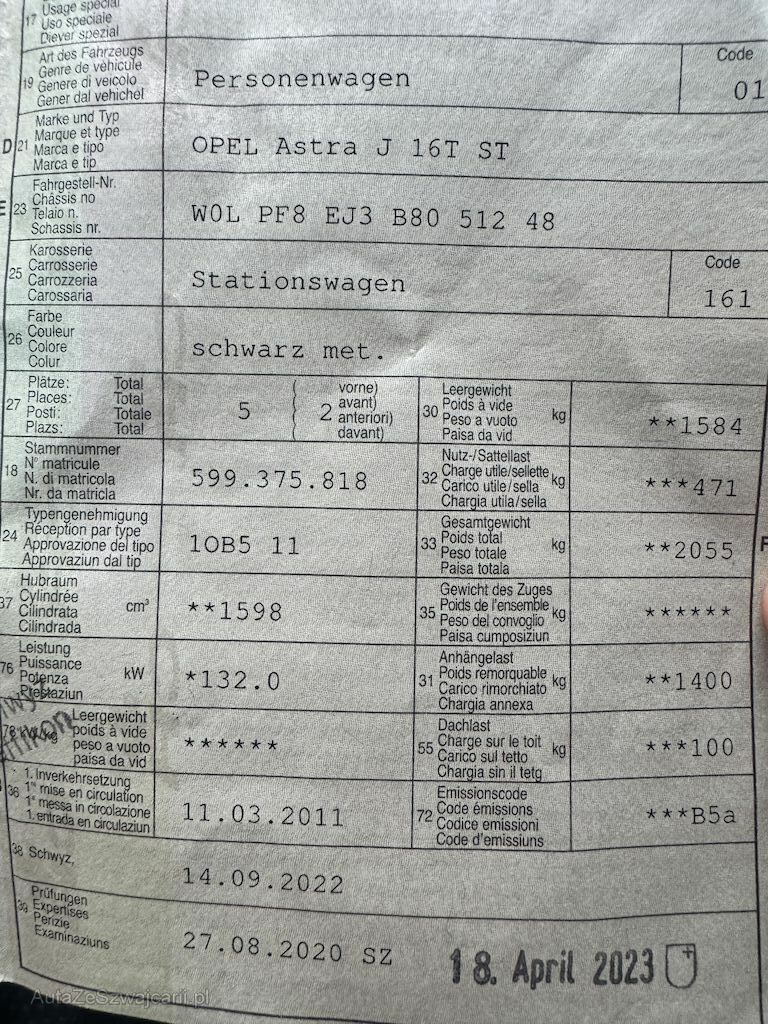 17 Usage spécial
Uso speciale
Diever spezial
19 Art des Fahrzeugs
Genre de véhicule
Genere di veicolo
Gener dal vehichel
Personenwagen
Code
01
D 21 Marke und Typ
Marque et type
Marca e tipo
Marca e tip
OPEL Astra J 16T ST
E 23 Fahrgestell-Nr.
Châssis no
Telaio n.
Schassis nr.
W0L PF8 EJ3 B80 512 48
25 Karosserie
Carrosserie
Carrozzeria
Carossaria
Stationswagen
Code
161
26 Farbe
Couleur
Colore
Colur
schwarz met.
27 Plätze: Total
Places: Total
Posti: Totale
Plazs: Total
5 ( 2 vorne)
( avant)
( anteriori)
( davant)
30 Leergewicht
Poids à vide
Peso a vuoto
Paisa da vid
kg
**1584
18 Stammnummer
N° matricule
N. di matricola
Nr. da matricla
599.375.818
32 Nutz-/Sattellast
Charge utile/sellette
Carico utile/sella
Chargia utila/sella
kg
***471
24 Typengenehmigung
Réception par type
Approvazione del tipo
Approvaziun dal tip
1OB5 11
33 Gesamtgewicht
Poids total
Peso totale
Paisa totala
kg
**2055
F
37 Hubraum
Cylindrée
Cilindrata
Cilindrada
cm³
**1598
35 Gewicht des Zuges
Poids de l'ensemble
Peso del convoglio
Paisa cumposiziun
kg
******
76 Leistung
Puissance
Potenza
Prestaziun
kW
*132.0
31 Anhängelast
Poids remorquable
Carico rimorchiato
Chargia annexa
kg
**1400
78 kW/kg Leergewicht
poids à vide
peso a vuoto
paisa da vid
******
55 Dachlast
Charge sur le toit
Carico sul tetto
Chargia sin il tetg
kg
***100
36 1. Inverkehrsetzung
1re mise en circulation
1a messa in circolazione
1. entrada en circulaziun
11.03.2011
72 Emissionscode
Code émissions
Codice emissioni
Code d'emissiuns
***B5a
38 Schwyz,
14.09.2022
39 Prüfungen
Expertises
Perizie
Examinaziuns
27.08.2020 SZ
18. April 2023
AutaZeSzwajcarii.pl